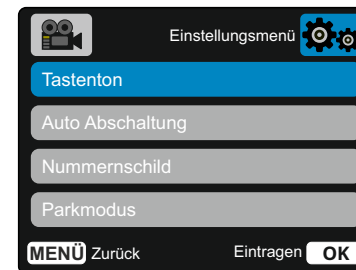 Einstellungsmenü
Tastenton
Auto Abschaltung
Nummernschild
Parkmodus
MENÜ Zurück Eintragen OK